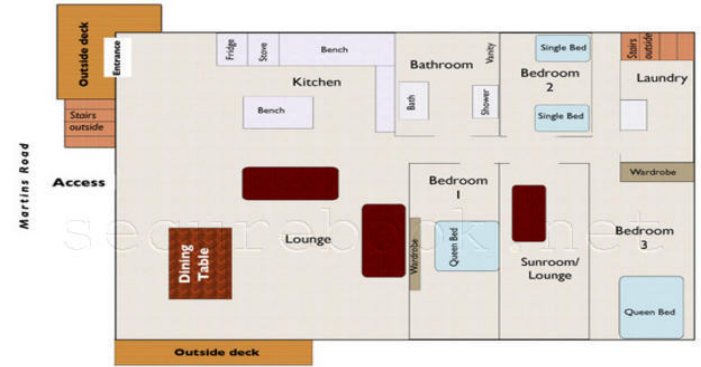 Outside deck
Entrance
Fridge
Stove
Bench
Kitchen
Bench
Bathroom
Vanity
Bath
Shower
Single Bed
Bedroom
2
Single Bed
Stairs
outside
Laundry
Stairs
outside
Martins Road
Access
Wardrobe
Bedroom
1
Queen Bed
Wardrobe
Lounge
Dining
Table
Sunroom/
Lounge
Bedroom
3
Queen Bed
Outside deck
securebook.net